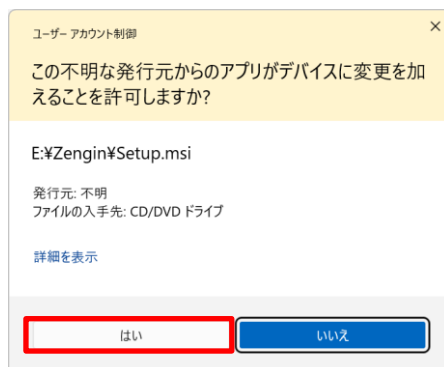 ユーザー アカウント制御
この不明な発行元からのアプリがデバイスに変更を加
えることを許可しますか?
E:¥Zengin¥Setup.msi
発行元: 不明
ファイルの入手先: CD/DVD ドライブ
詳細を表示
はい
いいえ